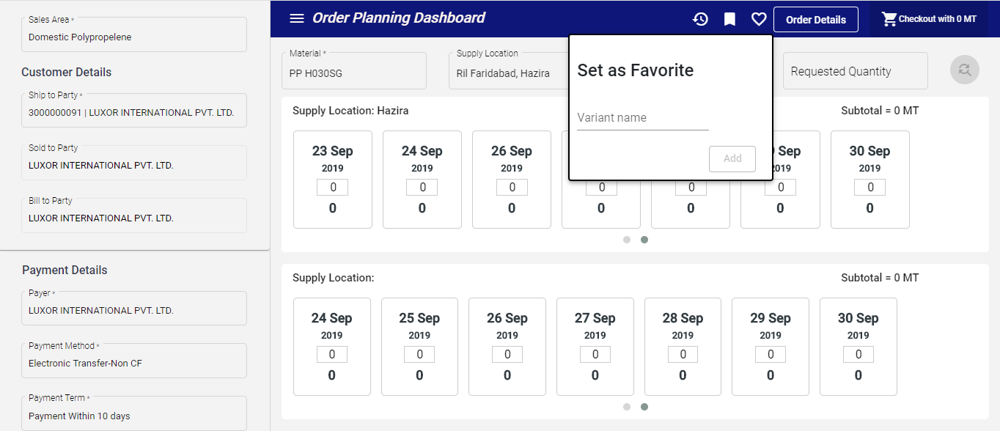 Sales Area *
Domestic Polypropelene
Customer Details
Ship to Party *
3000000091 | LUXOR INTERNATIONAL PVT. LTD.
Sold to Party
LUXOR INTERNATIONAL PVT. LTD.
Bill to Party
LUXOR INTERNATIONAL PVT. LTD.
Payment Details
Payer *
LUXOR INTERNATIONAL PVT. LTD.
Payment Method *
Electronic Transfer-Non CF
Payment Term *
Payment Within 10 days
Order Planning Dashboard
Order Details
Checkout with 0 MT
Material *
PP H030SG
Supply Location
Ril Faridabad, Hazira
Requested Quantity
Set as Favorite
Variant name
Add
Supply Location: Hazira
Subtotal = 0 MT
23 Sep 24 Sep 26 Sep Sep 30 Sep
2019 2019 2019 2019 2019
0 0 0 0 0 0 0
0 0 0 0 0 0 0
Supply Location:
Subtotal = 0 MT
24 Sep 25 Sep 26 Sep 27 Sep 28 Sep 29 Sep 30 Sep
2019 2019 2019 2019 2019 2019 2019
0 0 0 0 0 0 0
0 0 0 0 0 0 0